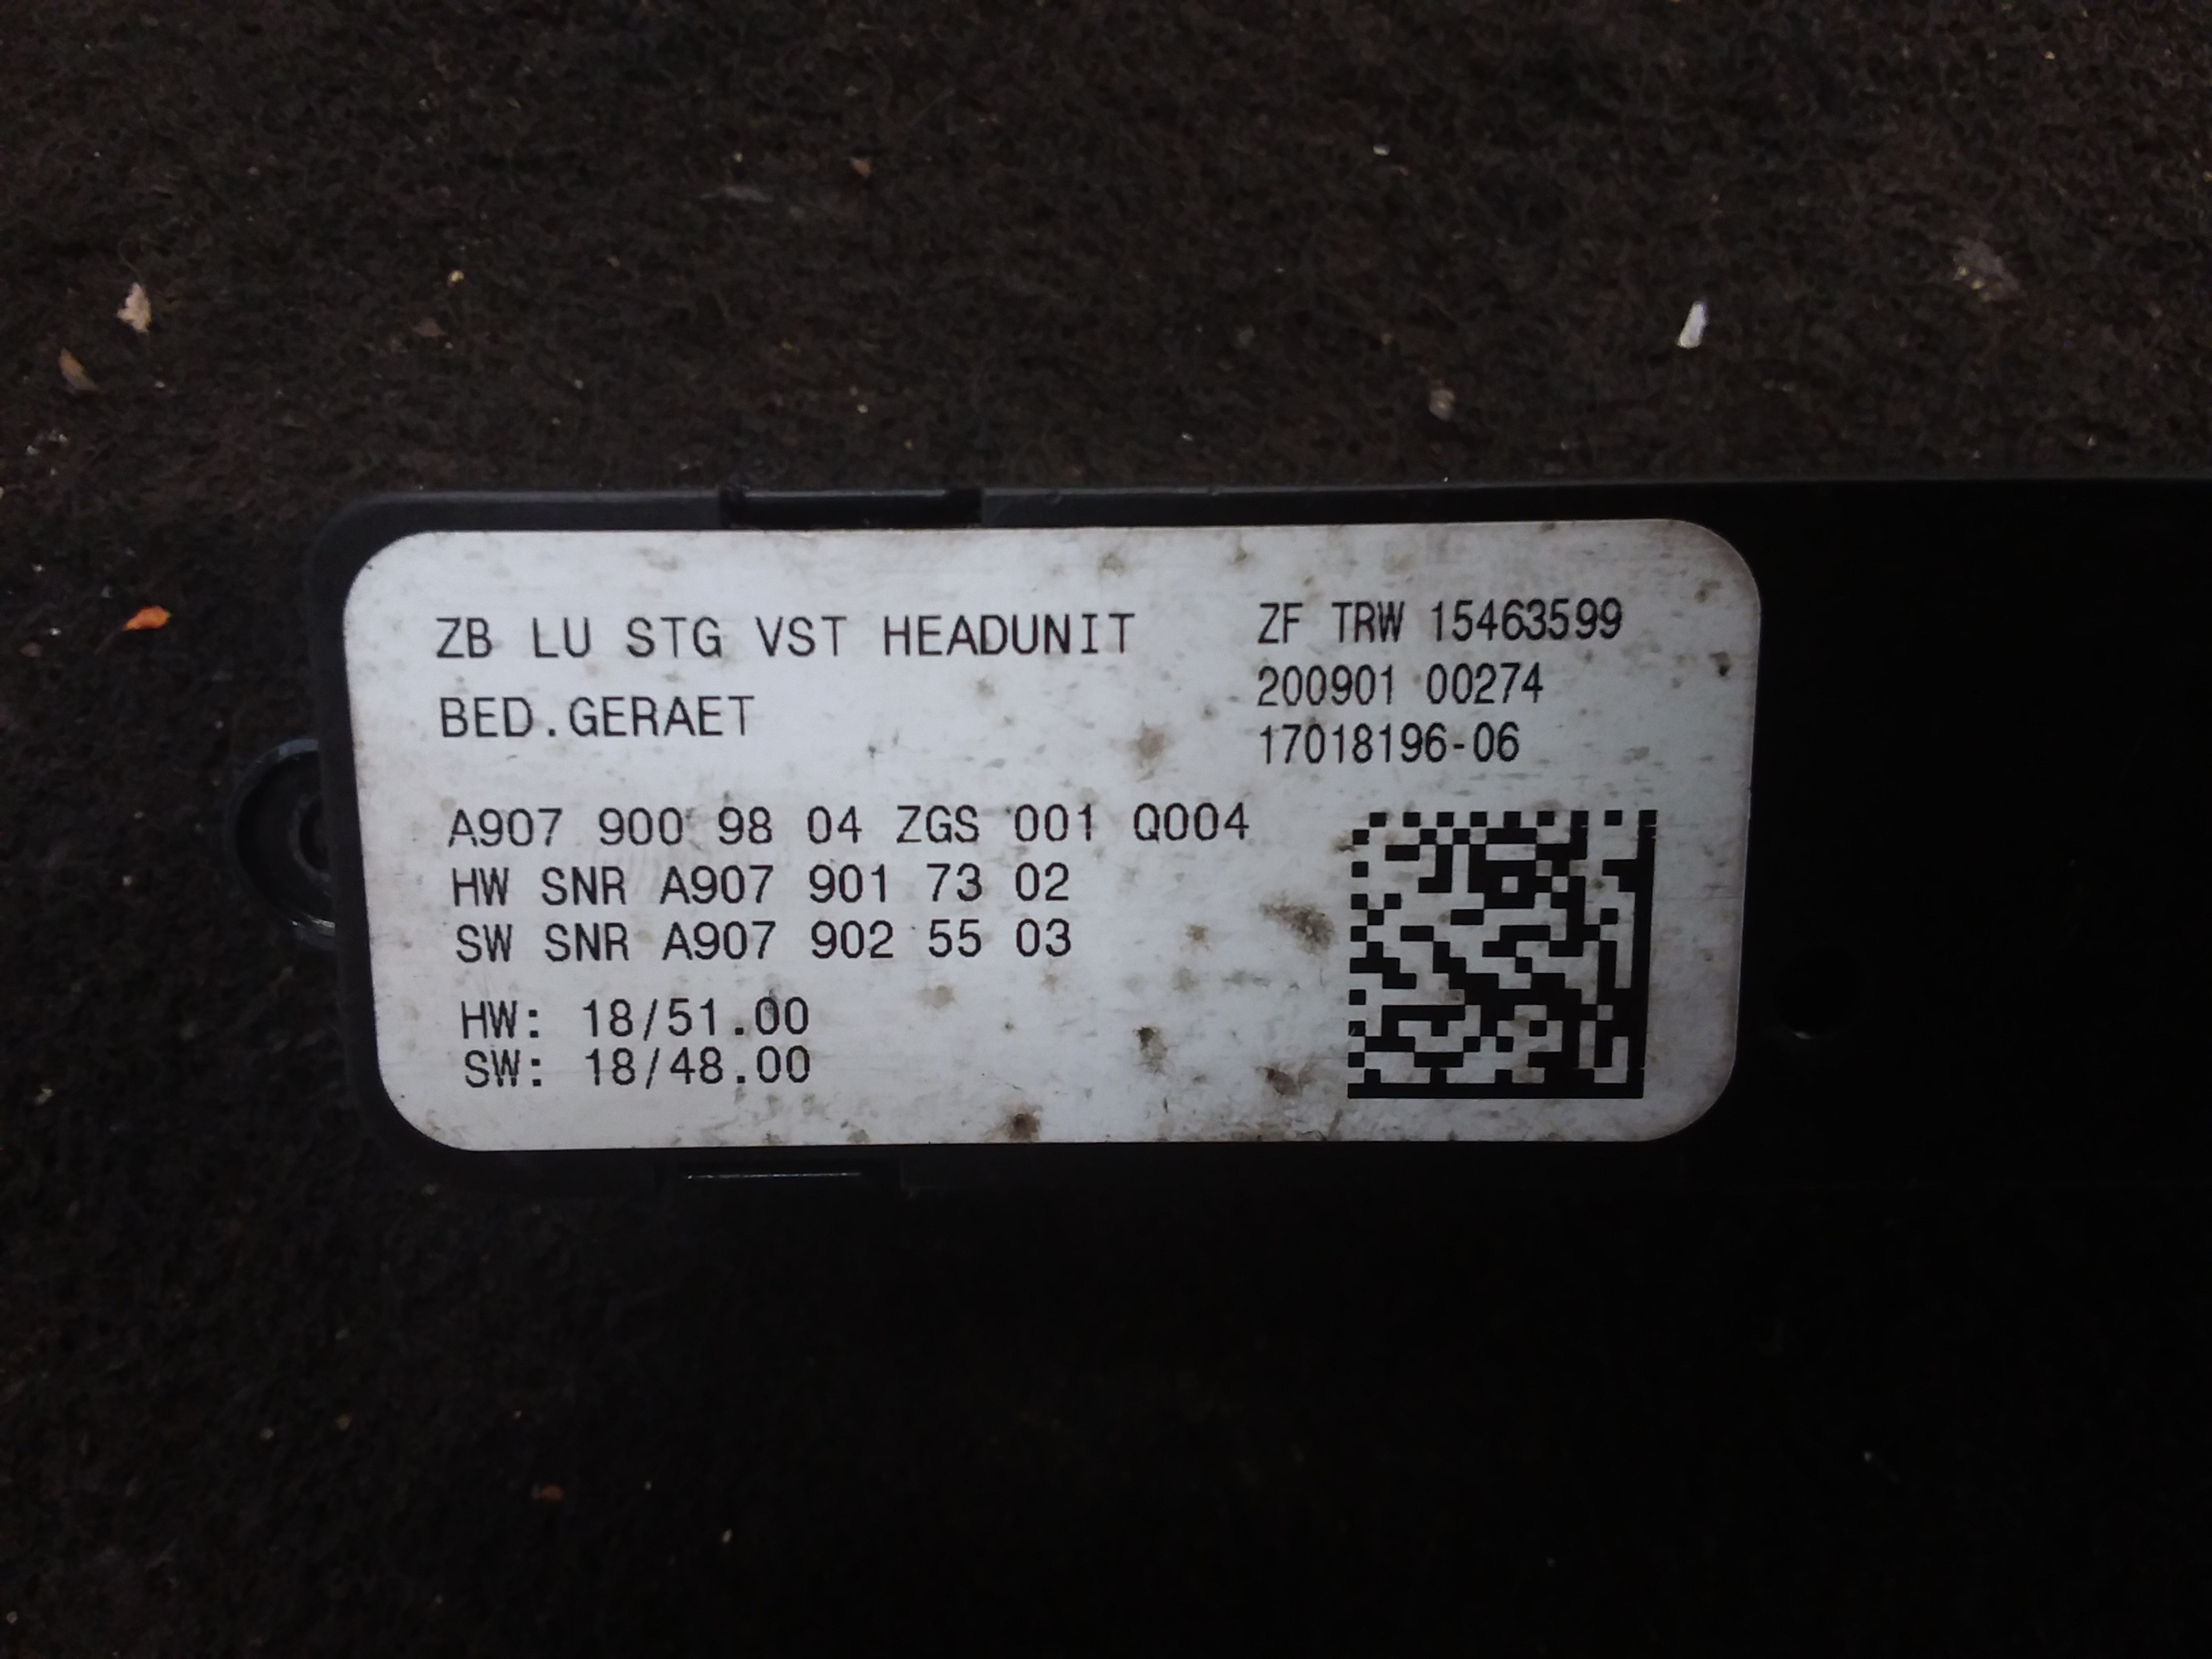 ZB LU STG VST HEADUNIT
BED.GERAET
ZF TRW 15463599
200901 00274
17018196-06
A907 900 98 04 ZGS 001 Q004
HW SNR A907 901 73 02
SW SNR A907 902 55 03
HW: 18/51.00
SW: 18/48.00